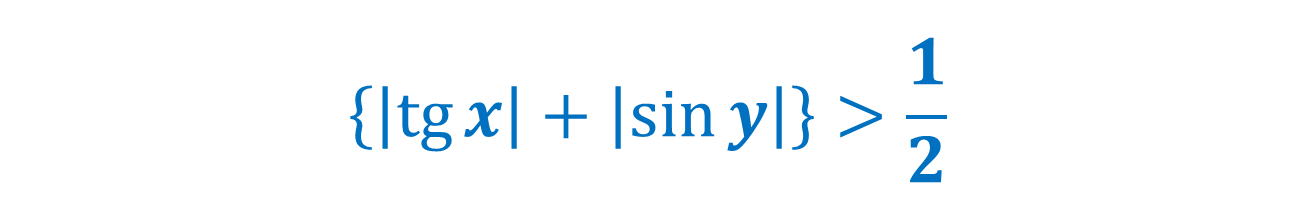 {|tg x| + |sin y|} > 1/2